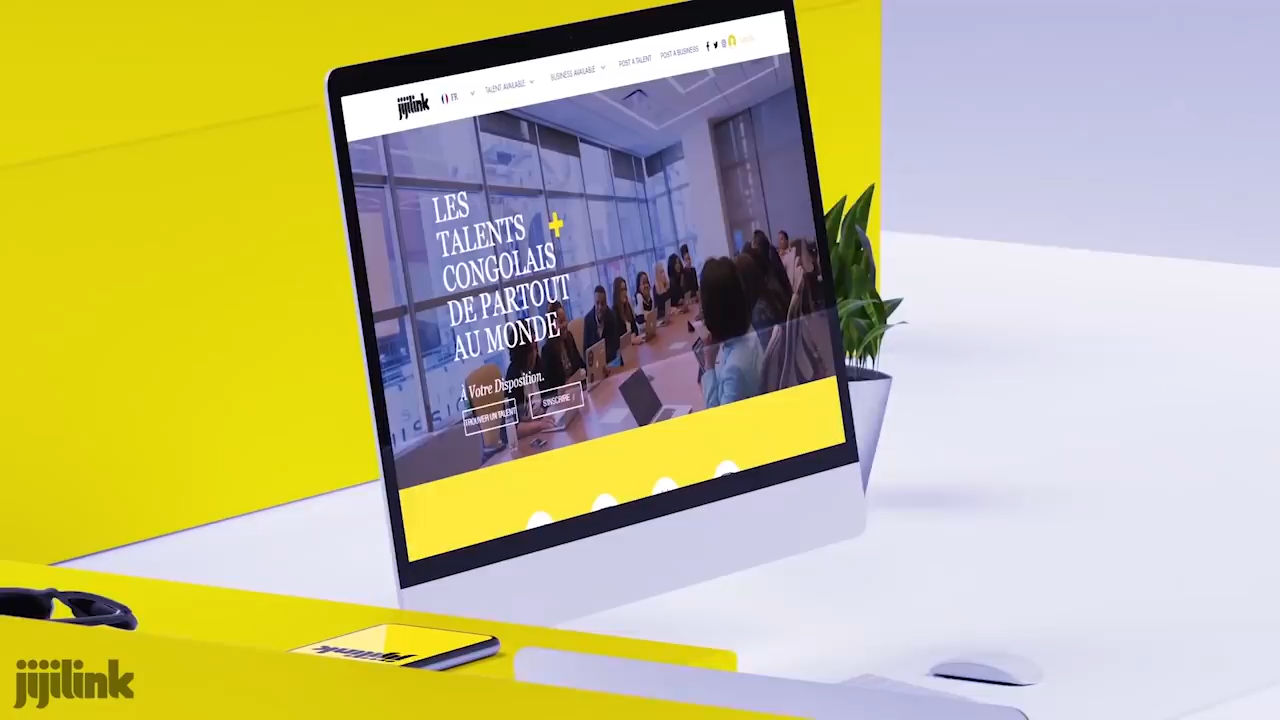 jijilink
FR
TALENT AVAILABLE
BUSINESS AVAILABLE
POST A TALENT
POST A BUSINESS
LES
TALENTS
CONGOLAIS
DE PARTOUT
AU MONDE
À Votre Disposition.
TROUVER UN TALENT
S'INSCRIRE
jijilink
jijilink